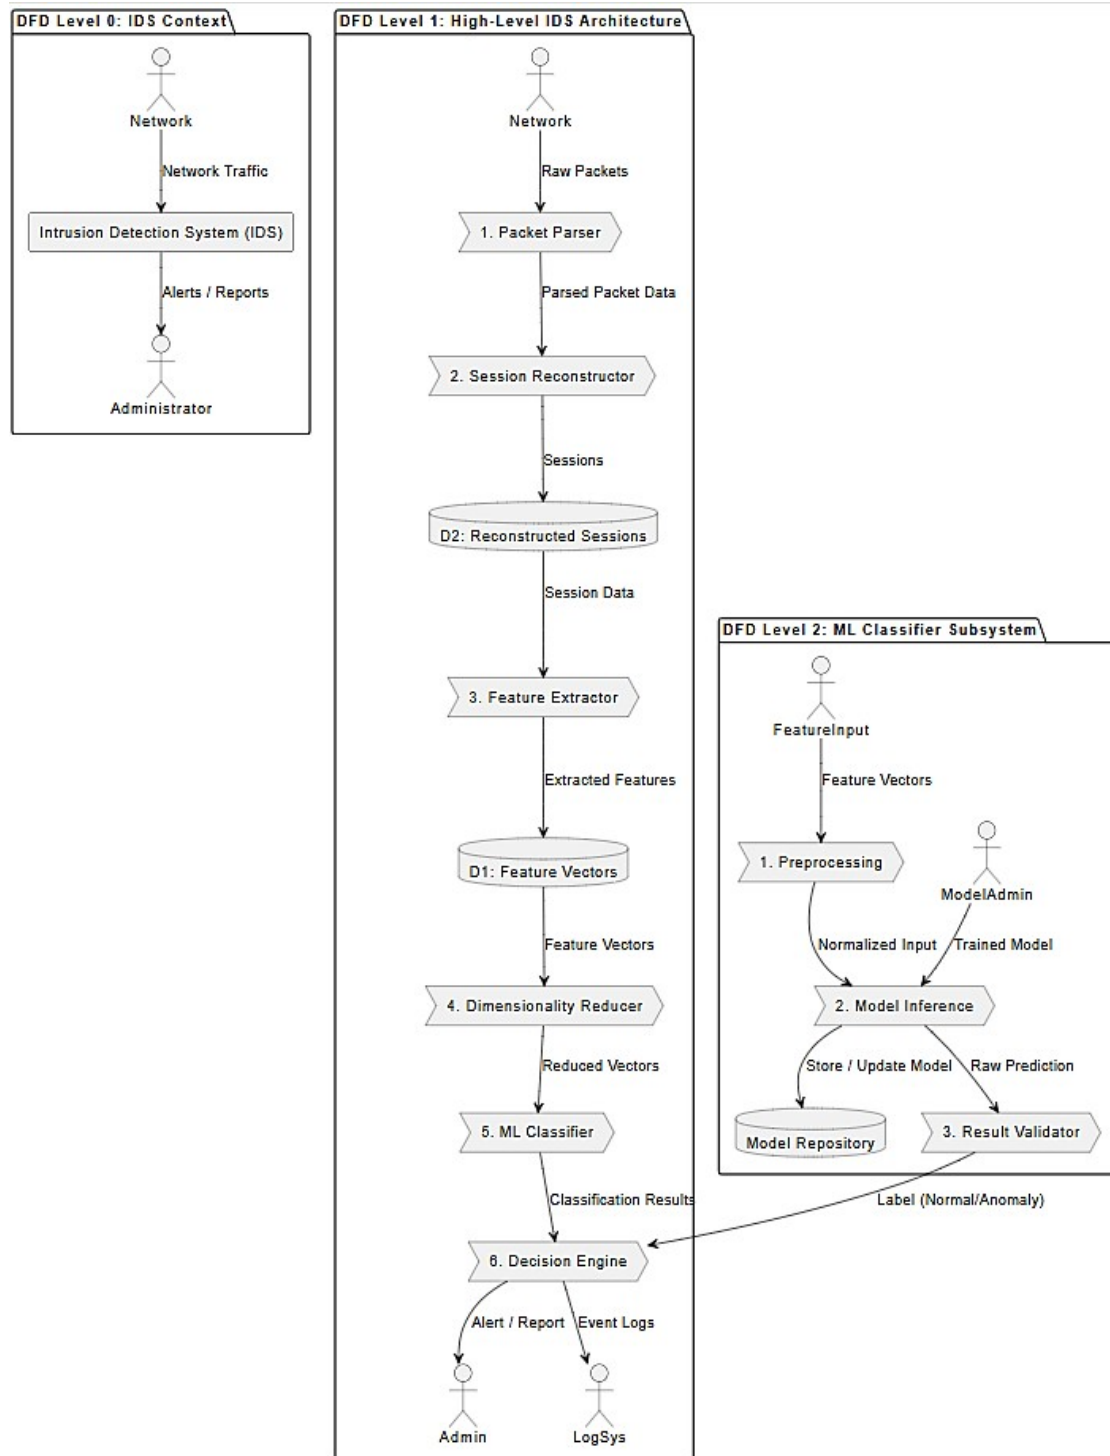 DFD Level 0: IDS Context
Network
Network Traffic
Intrusion Detection System (IDS)
Alerts / Reports
Administrator
DFD Level 1: High-Level IDS Architecture
Network
Raw Packets
1. Packet Parser
Parsed Packet Data
2. Session Reconstructor
Sessions
D2: Reconstructed Sessions
Session Data
3. Feature Extractor
Extracted Features
D1: Feature Vectors
Feature Vectors
4. Dimensionality Reducer
Reduced Vectors
5. ML Classifier
Classification Results
6. Decision Engine
Alert / Report
Event Logs
Admin
LogSys
DFD Level 2: ML Classifier Subsystem
FeatureInput
Feature Vectors
1. Preprocessing
ModelAdmin
Normalized Input
Trained Model
2. Model Inference
Store / Update Model
Raw Prediction
Model Repository
3. Result Validator
Label (Normal/Anomaly)